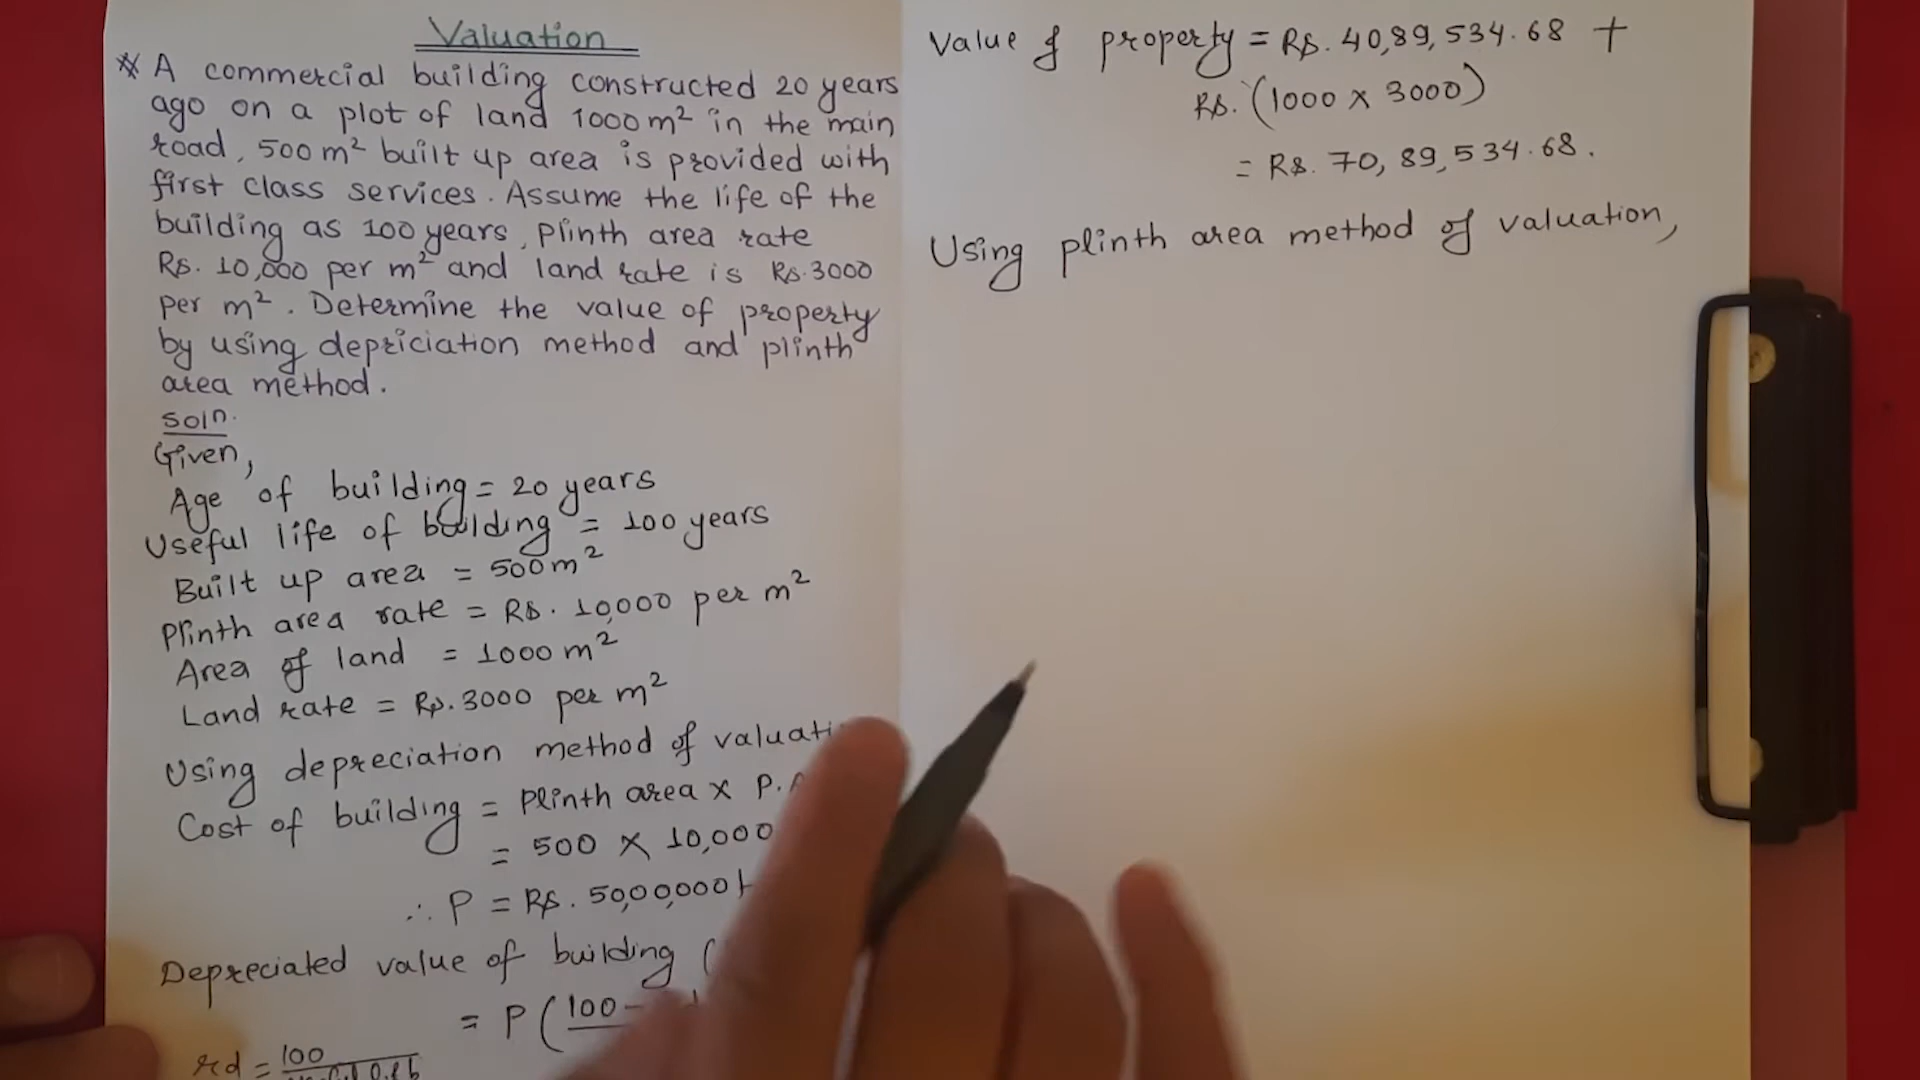 Valuation
* A commercial building constructed 20 years
ago on a plot of land 1000 m² in the main
road, 500 m² built up area is provided with
first class services. Assume the life of the
building as 100 years, plinth area rate
Rs. 10,000 per m² and land rate is Rs. 3000
per m². Determine the value of property
by using depriciation method and plinth
area method.
Soln.
Given,
Age of building = 20 years
Useful life of building = 100 years
Built up area = 500 m²
Plinth area rate = Rs. 10,000 per m²
Area of land = 1000 m²
Land rate = Rs. 3000 per m²
Using depreciation method of
Cost of building = Plinth area x P.
= 500 x 10,000
∴ P = Rs. 50,00,000
Depreciated value of building (
= P (100 -
rd = 100
Value of property = Rs. 40,89,534.68 +
Rs. (1000 x 3000)
= Rs. 70,89,534.68.
Using plinth area method of valuation,